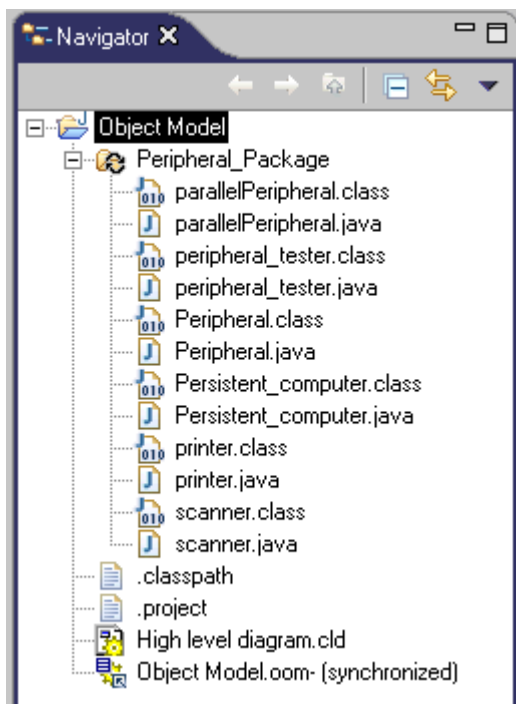 Navigator
Object Model
Peripheral_Package
parallelPeripheral.class
parallelPeripheral.java
peripheral_tester.class
peripheral_tester.java
Peripheral.class
Peripheral.java
Persistent_computer.class
Persistent_computer.java
printer.class
printer.java
scanner.class
scanner.java
.classpath
.project
High level diagram.cld
Object Model.oom- (synchronized)